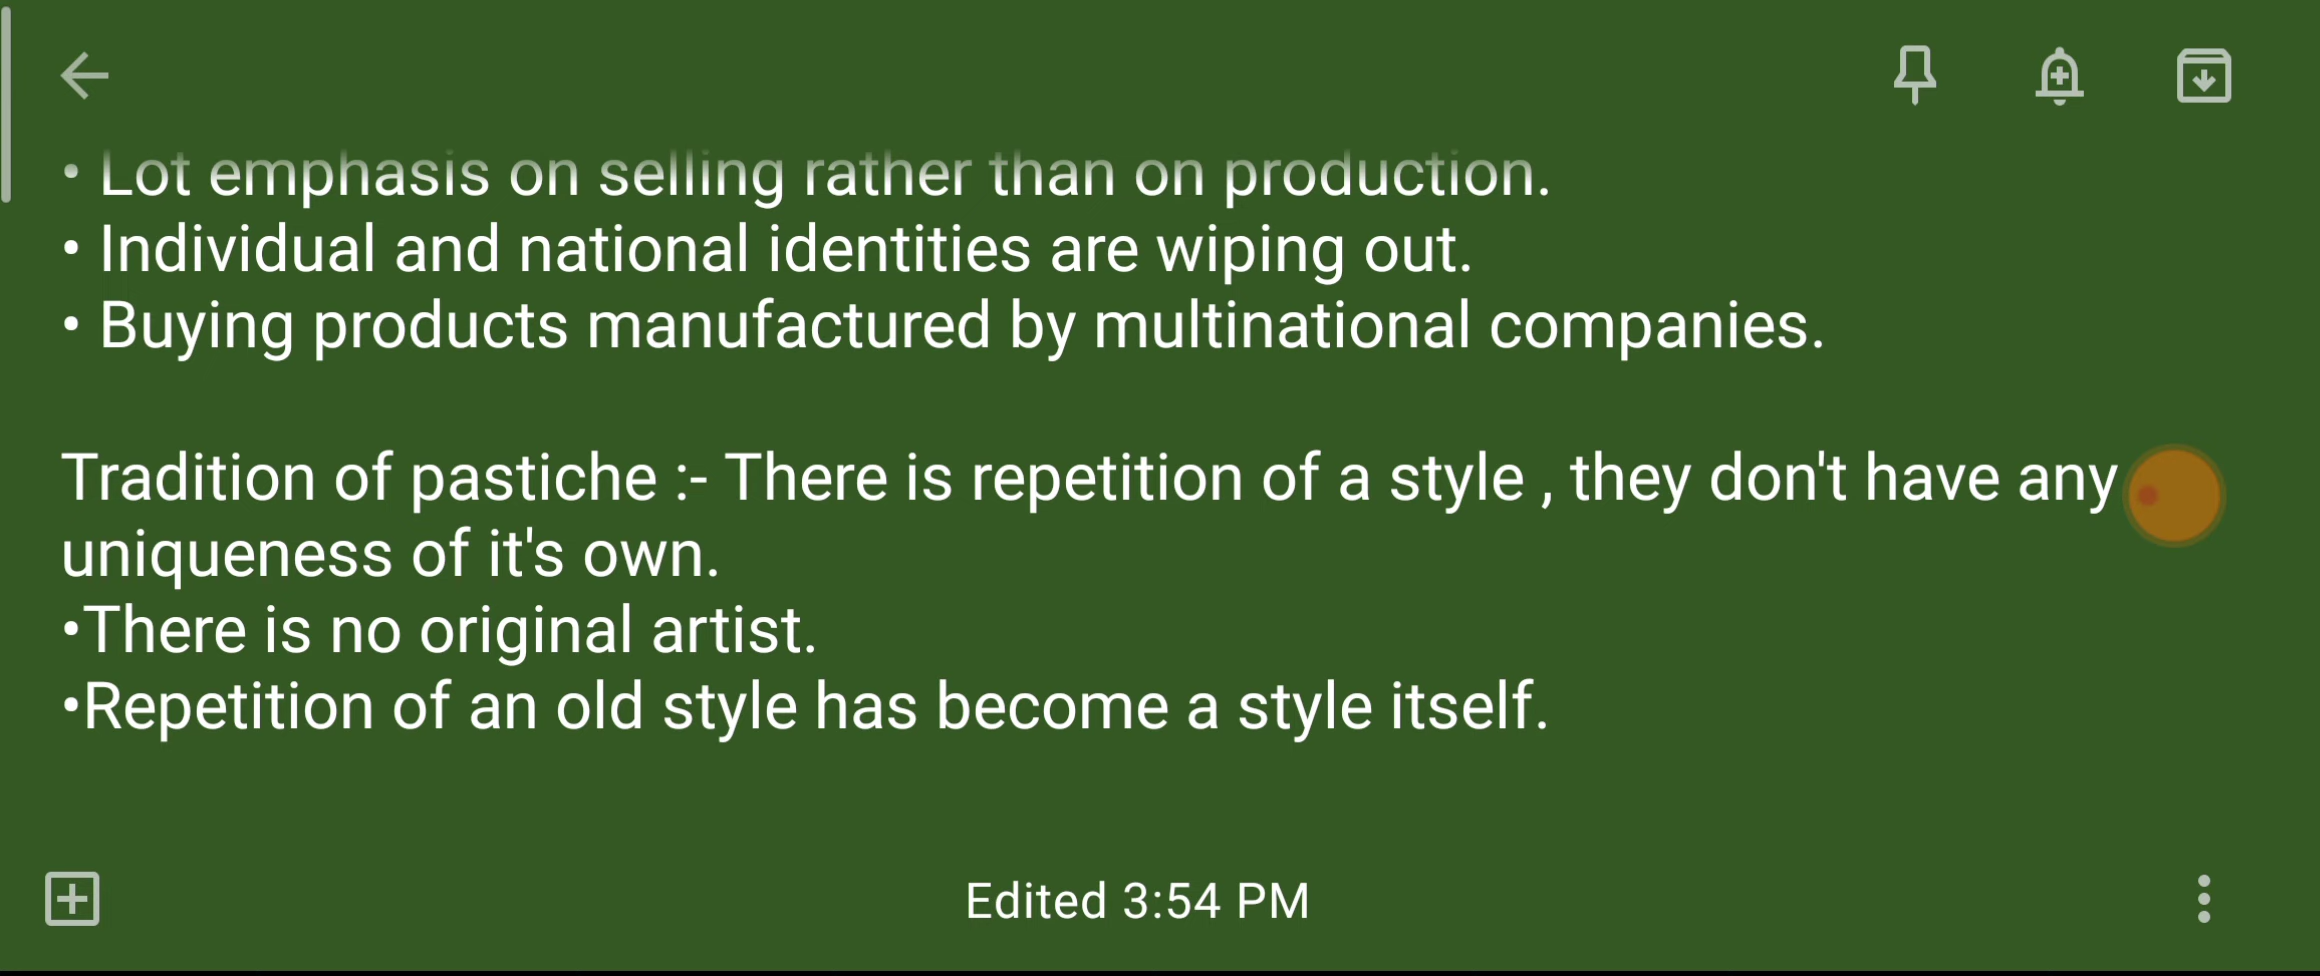 • Lot emphasis on selling rather than on production.
• Individual and national identities are wiping out.
• Buying products manufactured by multinational companies.
Tradition of pastiche :- There is repetition of a style , they don't have any
uniqueness of it's own.
•There is no original artist.
•Repetition of an old style has become a style itself.
Edited 3:54 PM